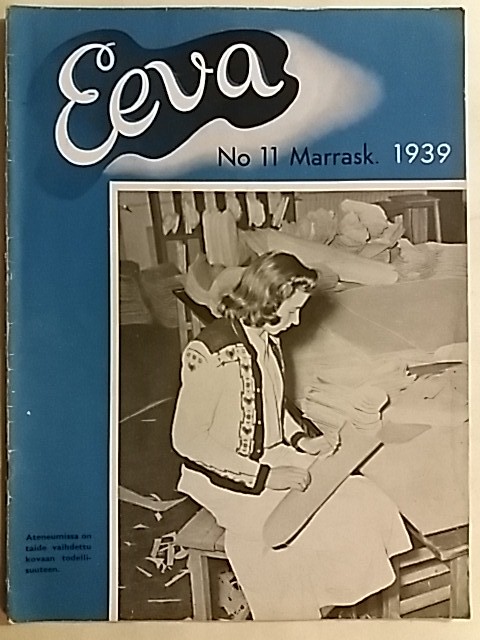 Eeva
No 11 Marrask. 1939
Ateneumissa on
taide vaihdettu
kovaan todelli-
suuteen.